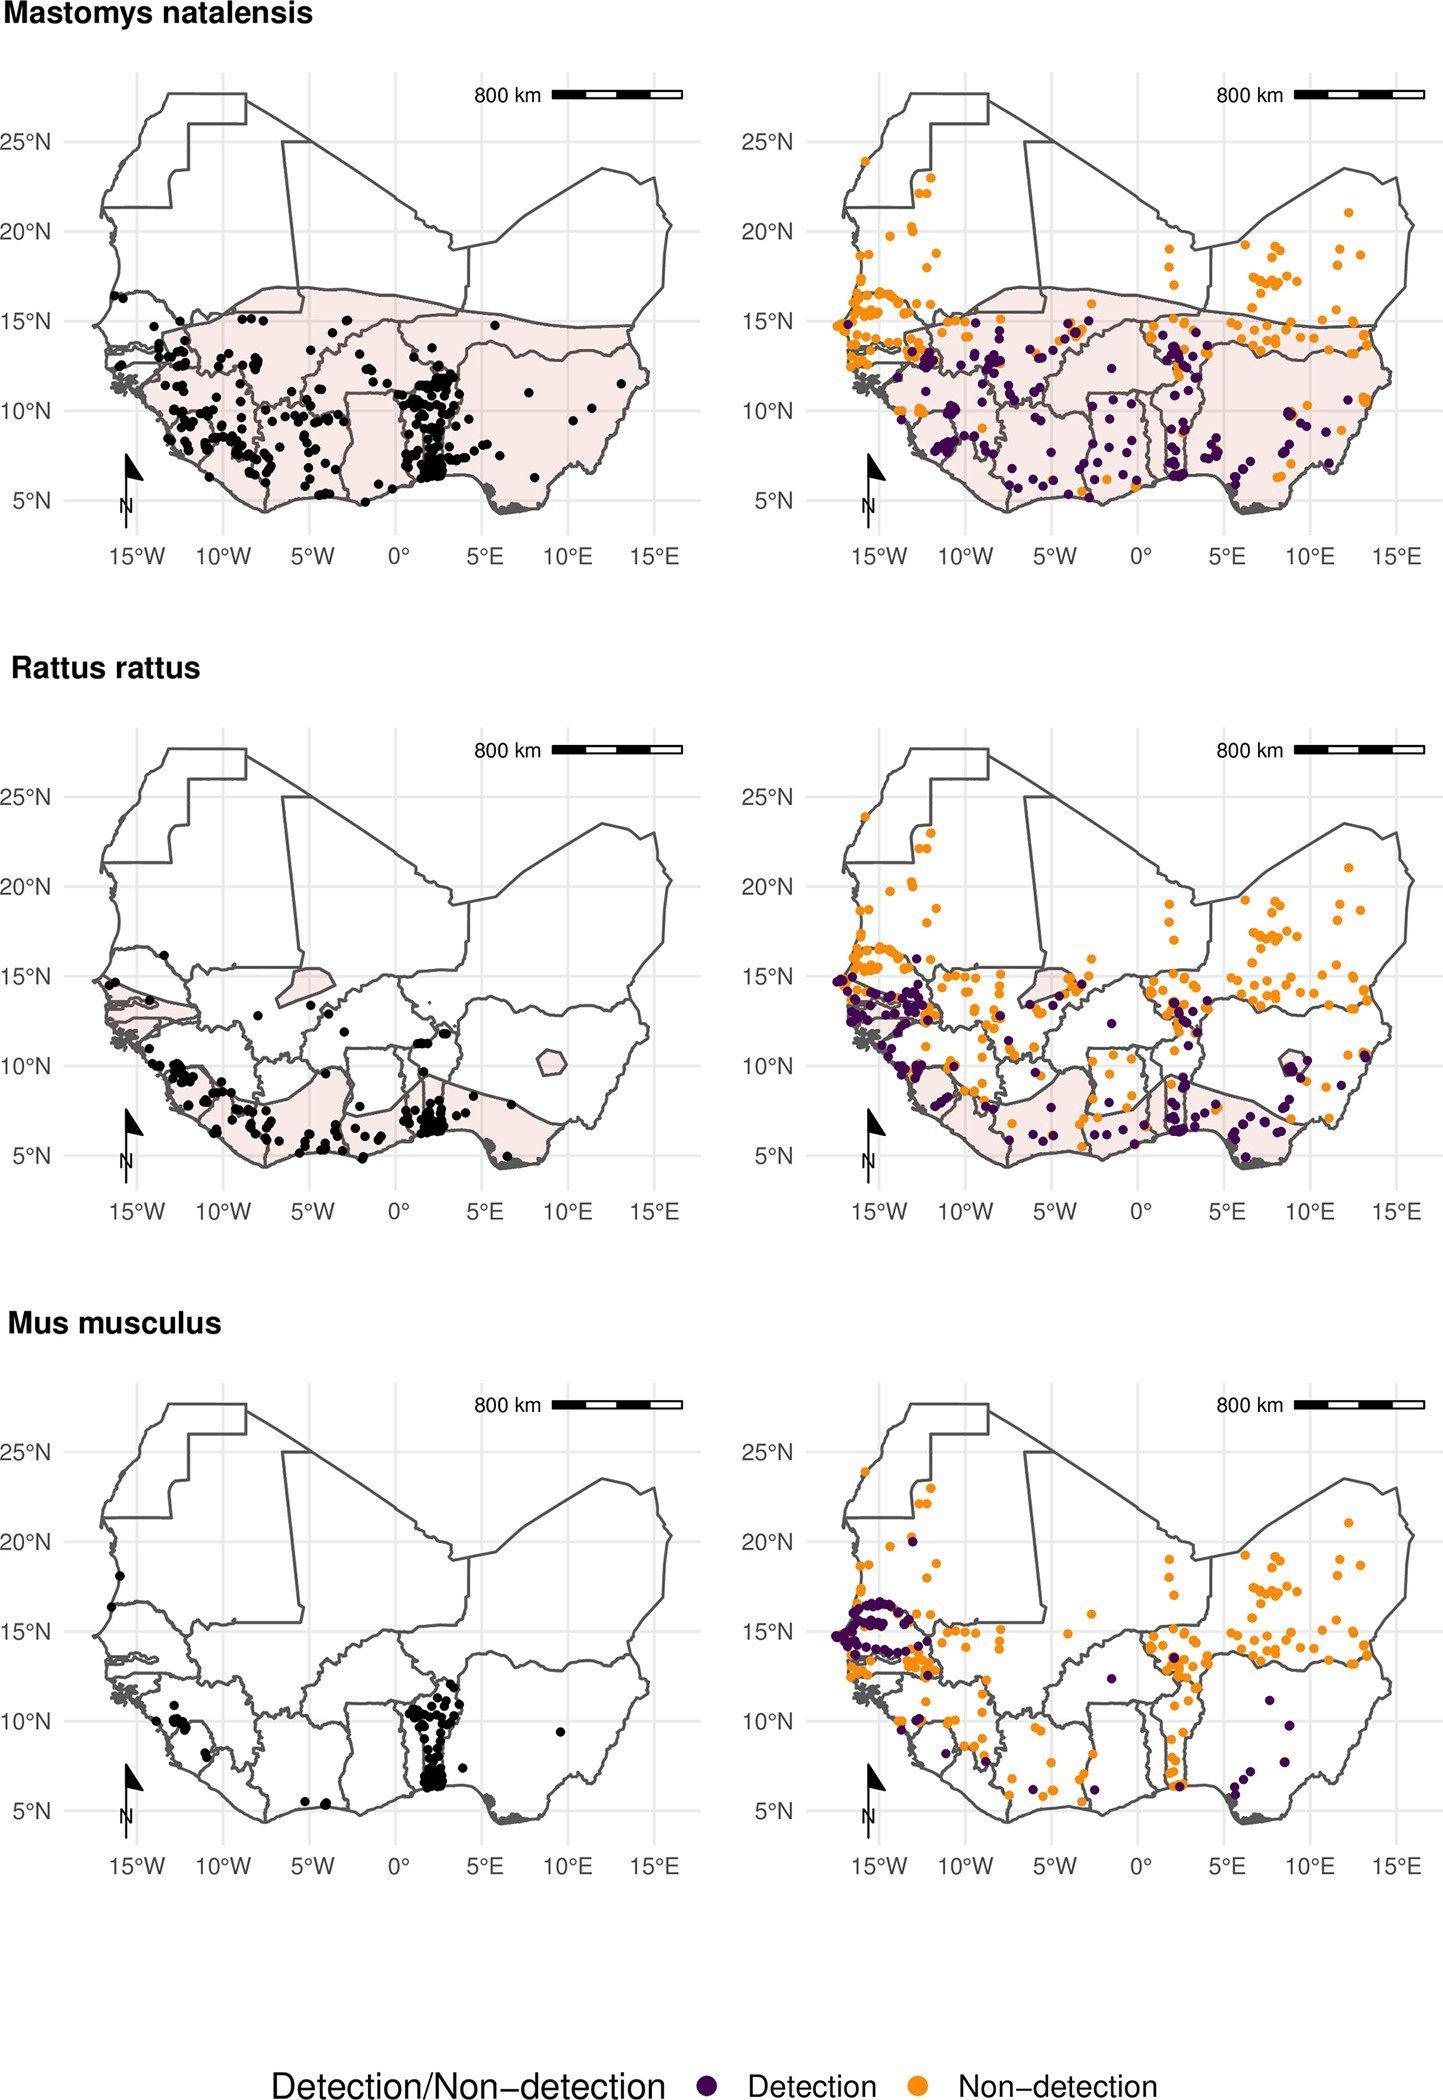 Mastomys natalensis
800 km
800 km
25°N
25°N
20°N
20°N
15°N
15°N
10°N
10°N
5°N
5°N
N
N
15°W 10°W 5°W 0° 5°E 10°E 15°E
15°W 10°W 5°W 0° 5°E 10°E 15°E
Rattus rattus
800 km
800 km
25°N
25°N
20°N
20°N
15°N
15°N
10°N
10°N
5°N
5°N
N
N
15°W 10°W 5°W 0° 5°E 10°E 15°E
15°W 10°W 5°W 0° 5°E 10°E 15°E
Mus musculus
800 km
800 km
25°N
25°N
20°N
20°N
15°N
15°N
10°N
10°N
5°N
5°N
N
N
15°W 10°W 5°W 0° 5°E 10°E 15°E
15°W 10°W 5°W 0° 5°E 10°E 15°E
Detection/Non−detection Detection Non−detection